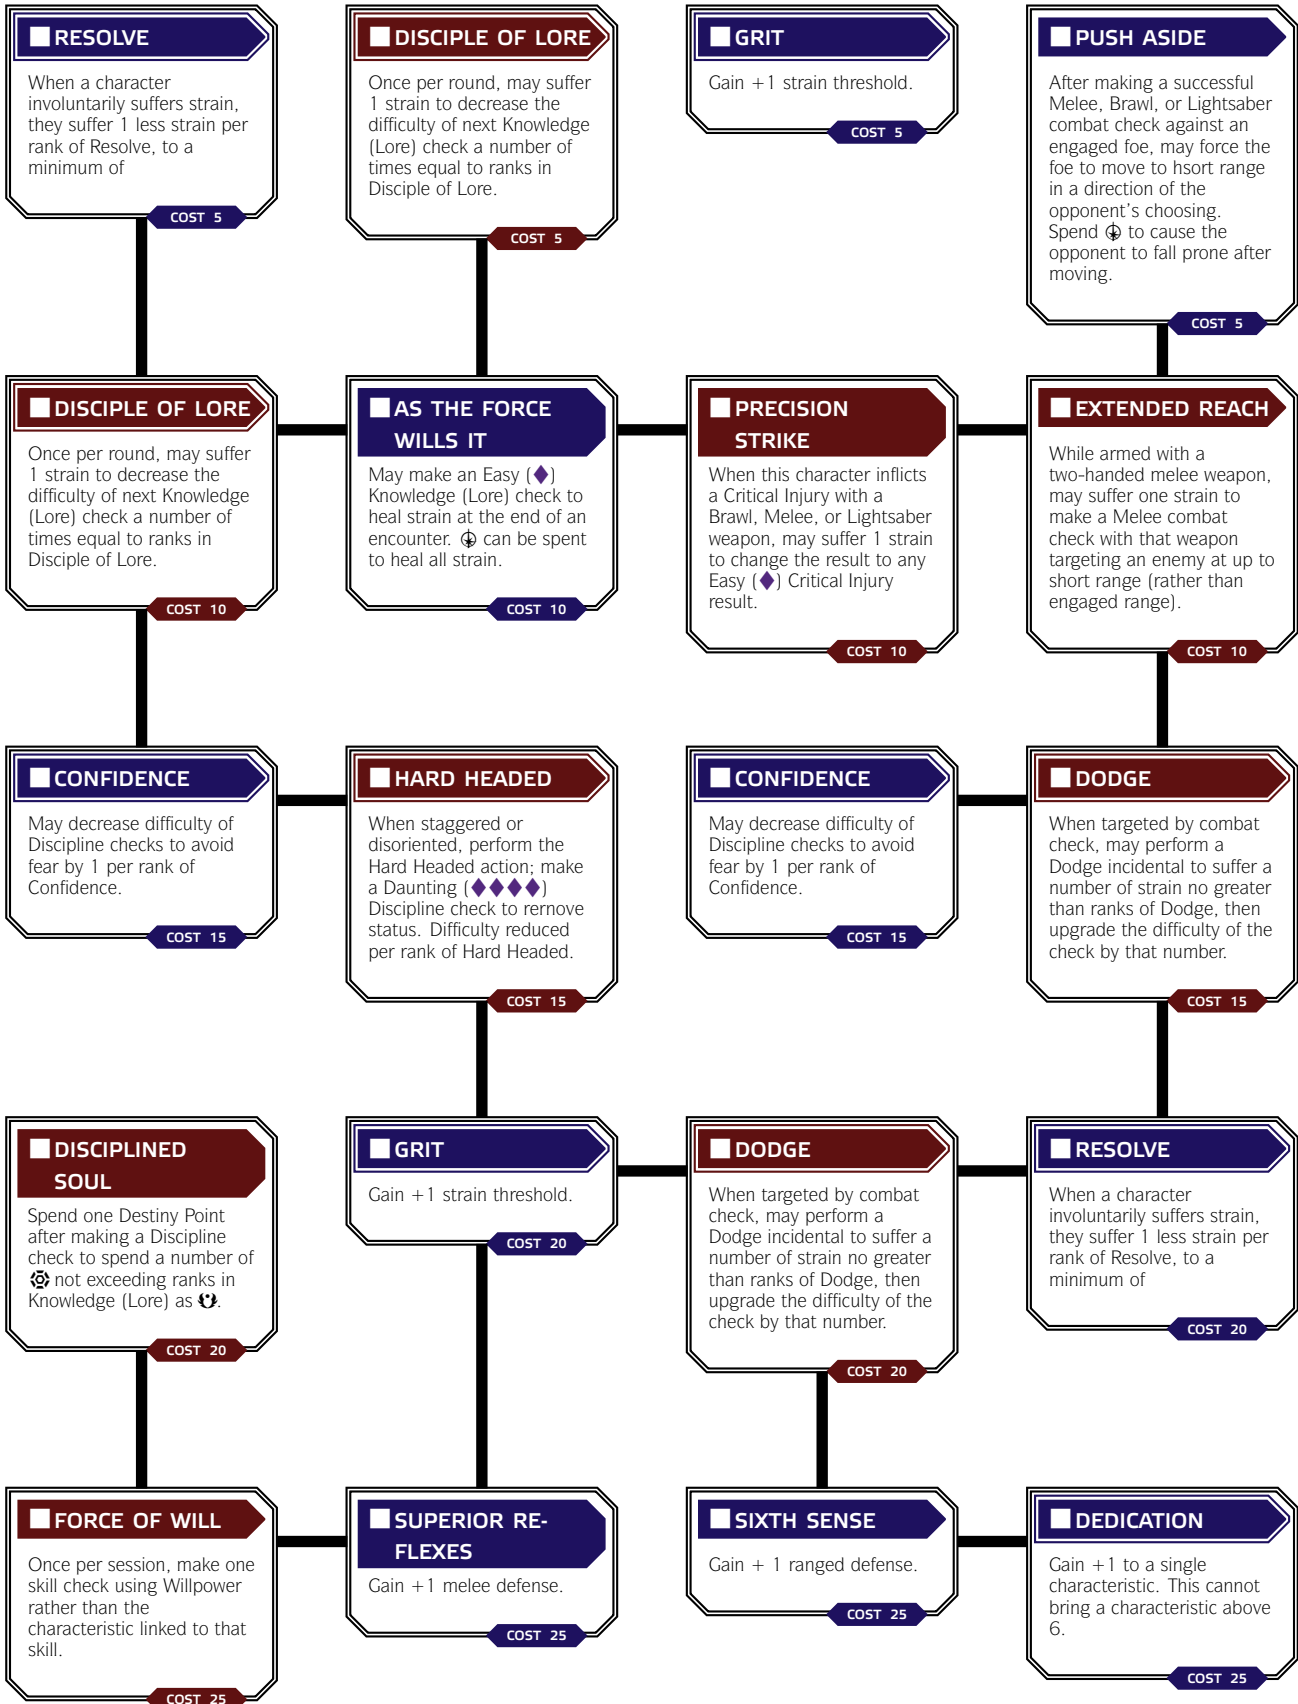 RESOLVE
When a character
involuntarily suffers strain,
they suffer 1 less strain per
rank of Resolve, to a
minimum of
COST 5
DISCIPLE OF LORE
Once per round, may suffer
1 strain to decrease the
difficulty of next Knowledge
(Lore) check a number of
times equal to ranks in
Disciple of Lore.
COST 5
GRIT
Gain +1 strain threshold.
COST 5
PUSH ASIDE
After making a successful
Melee, Brawl, or Lightsaber
combat check against an
engaged foe, may force the
foe to move to hsort range
in a direction of the
opponent's choosing.
Spend to cause the
opponent to fall prone after
moving.
COST 5
DISCIPLE OF LORE
Once per round, may suffer
1 strain to decrease the
difficulty of next Knowledge
(Lore) check a number of
times equal to ranks in
Disciple of Lore.
COST 10
AS THE FORCE
WILLS IT
May make an Easy (◆)
Knowledge (Lore) check to
heal strain at the end of an
encounter. can be spent
to heal all strain.
COST 10
PRECISION
STRIKE
When this character inflicts
a Critical Injury with a
Brawl, Melee, or Lightsaber
weapon, may suffer 1 strain
to change the result to any
Easy (◆) Critical Injury
result.
COST 10
EXTENDED REACH
While armed with a
two-handed melee weapon,
may suffer one strain to
make a Melee combat
check with that weapon
targeting an enemy at up to
short range (rather than
engaged range).
COST 10
CONFIDENCE
May decrease difficulty of
Discipline checks to avoid
fear by 1 per rank of
Confidence.
COST 15
HARD HEADED
When staggered or
disoriented, perform the
Hard Headed action; make
a Daunting (◆◆◆◆)
Discipline check to rernove
status. Difficulty reduced
per rank of Hard Headed.
COST 15
CONFIDENCE
May decrease difficulty of
Discipline checks to avoid
fear by 1 per rank of
Confidence.
COST 15
DODGE
When targeted by combat
check, may perform a
Dodge incidental to suffer a
number of strain no greater
than ranks of Dodge, then
upgrade the difficulty of the
check by that number.
COST 15
DISCIPLINED
SOUL
Spend one Destiny Point
after making a Discipline
check to spend a number of
not exceeding ranks in
Knowledge (Lore) as .
COST 20
GRIT
Gain +1 strain threshold.
COST 20
DODGE
When targeted by combat
check, may perform a
Dodge incidental to suffer a
number of strain no greater
than ranks of Dodge, then
upgrade the difficulty of the
check by that number.
COST 20
RESOLVE
When a character
involuntarily suffers strain,
they suffer 1 less strain per
rank of Resolve, to a
minimum of
COST 20
FORCE OF WILL
Once per session, make one
skill check using Willpower
rather than the
characteristic linked to that
skill.
COST 25
SUPERIOR RE-
FLEXES
Gain +1 melee defense.
COST 25
SIXTH SENSE
Gain + 1 ranged defense.
COST 25
DEDICATION
Gain +1 to a single
characteristic. This cannot
bring a characteristic above
6.
COST 25